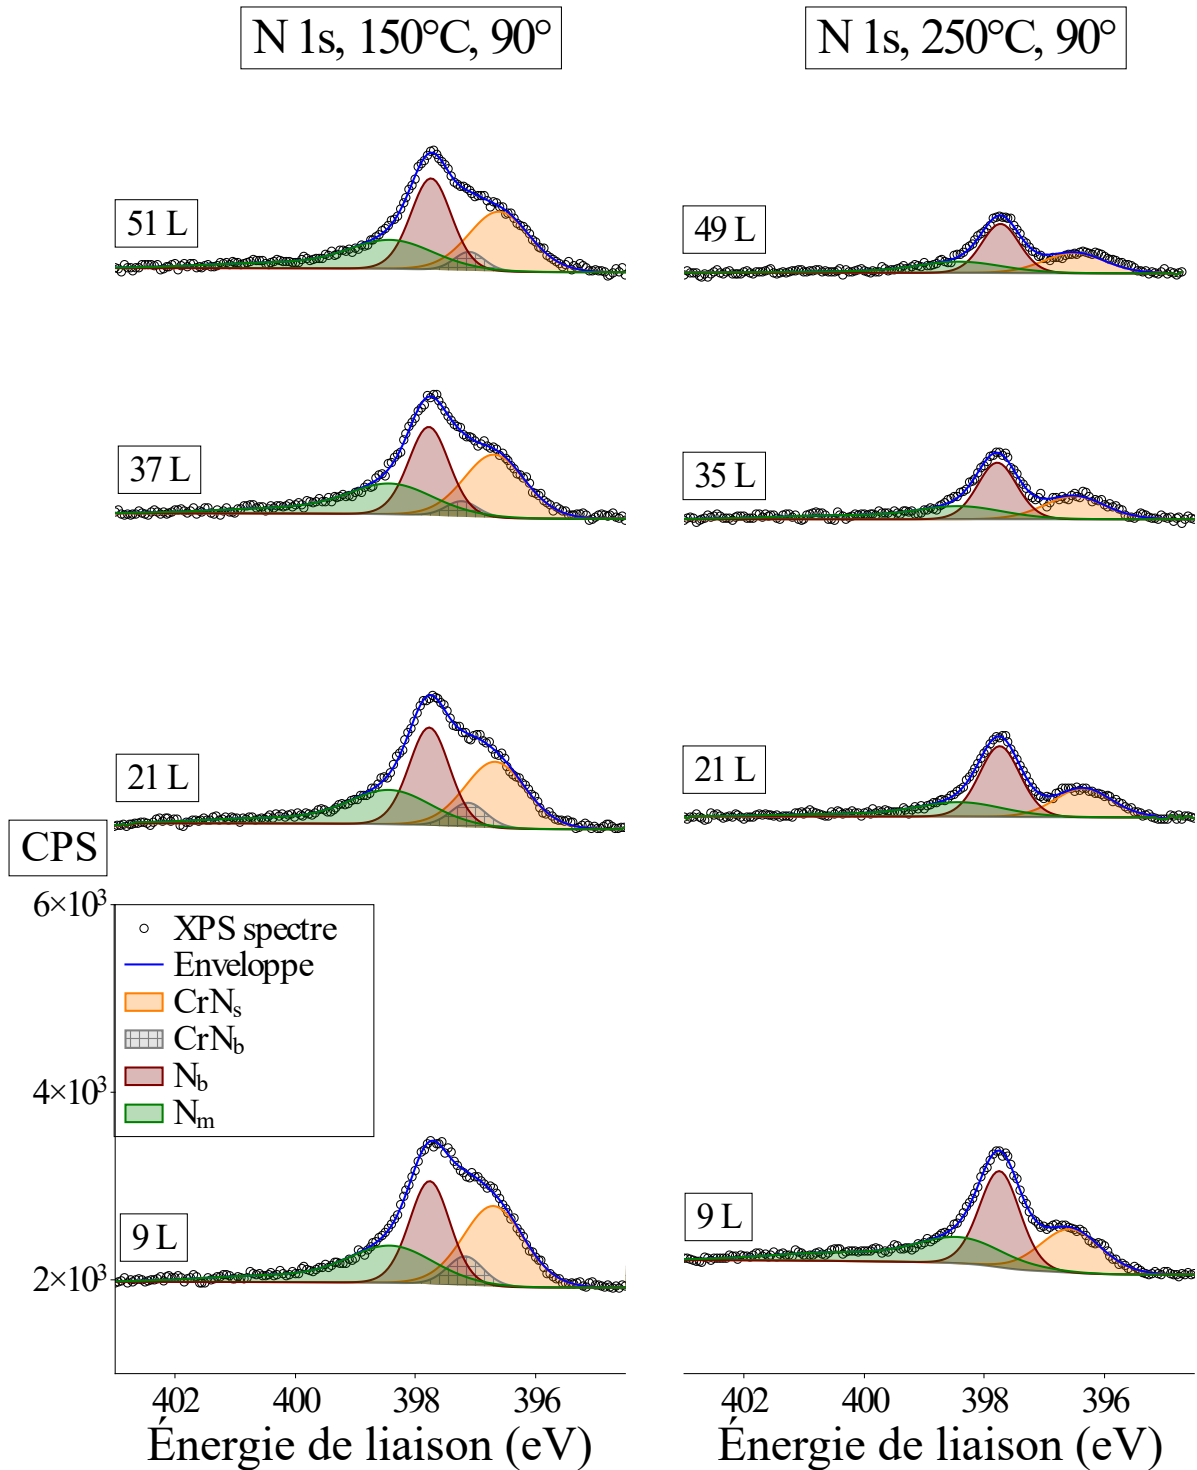 N 1s, 150°C, 90°
N 1s, 250°C, 90°
51 L
49 L
37 L
35 L
21 L
21 L
CPS
6×10³
XPS spectre
Enveloppe
CrNₛ
CrN_b
4×10³
N_b
Nₘ
9 L
9 L
2×10³
402 400 398 396
402 400 398 396
Énergie de liaison (eV)
Énergie de liaison (eV)